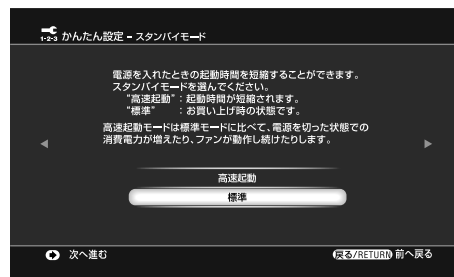 1-2-3 かんたん設定 – スタンバイモード
電源を入れたときの起動時間を短縮することができます。
スタンバイモードを選んでください。
"高速起動"：起動時間が短縮されます。
"標準"　：お買い上げ時の状態です。
高速起動モードは標準モードに比べて、電源を切った状態での
消費電力が増えたり、ファンが動作し続けたりします。
高速起動
標準
次へ進む
戻る/RETURN 前へ戻る